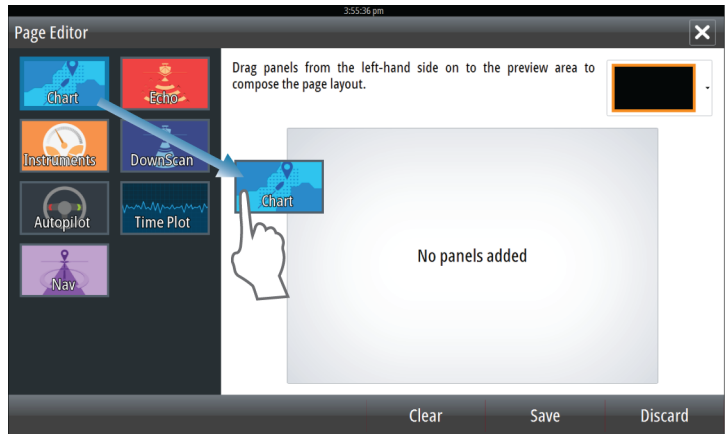 3:55:36 pm
Page Editor
Drag panels from the left-hand side on to the preview area to
compose the page layout.
Chart
Echo
Instruments
DownScan
Chart
Autopilot
Time Plot
No panels added
Nav
Clear
Save
Discard